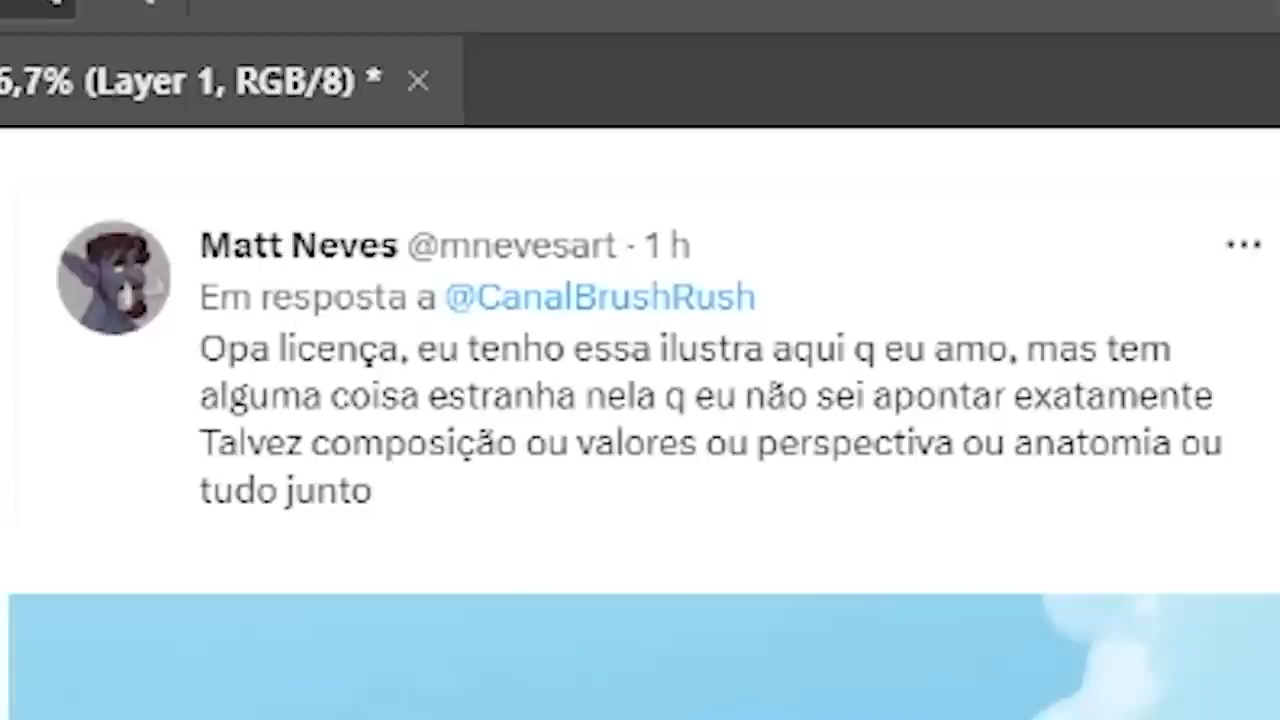 6,7% (Layer 1, RGB/8) * ×
Matt Neves @mnevesart · 1 h ...
Em resposta a @CanalBrushRush
Opa licença, eu tenho essa ilustra aqui q eu amo, mas tem
alguma coisa estranha nela q eu não sei apontar exatamente
Talvez composição ou valores ou perspectiva ou anatomia ou
tudo junto